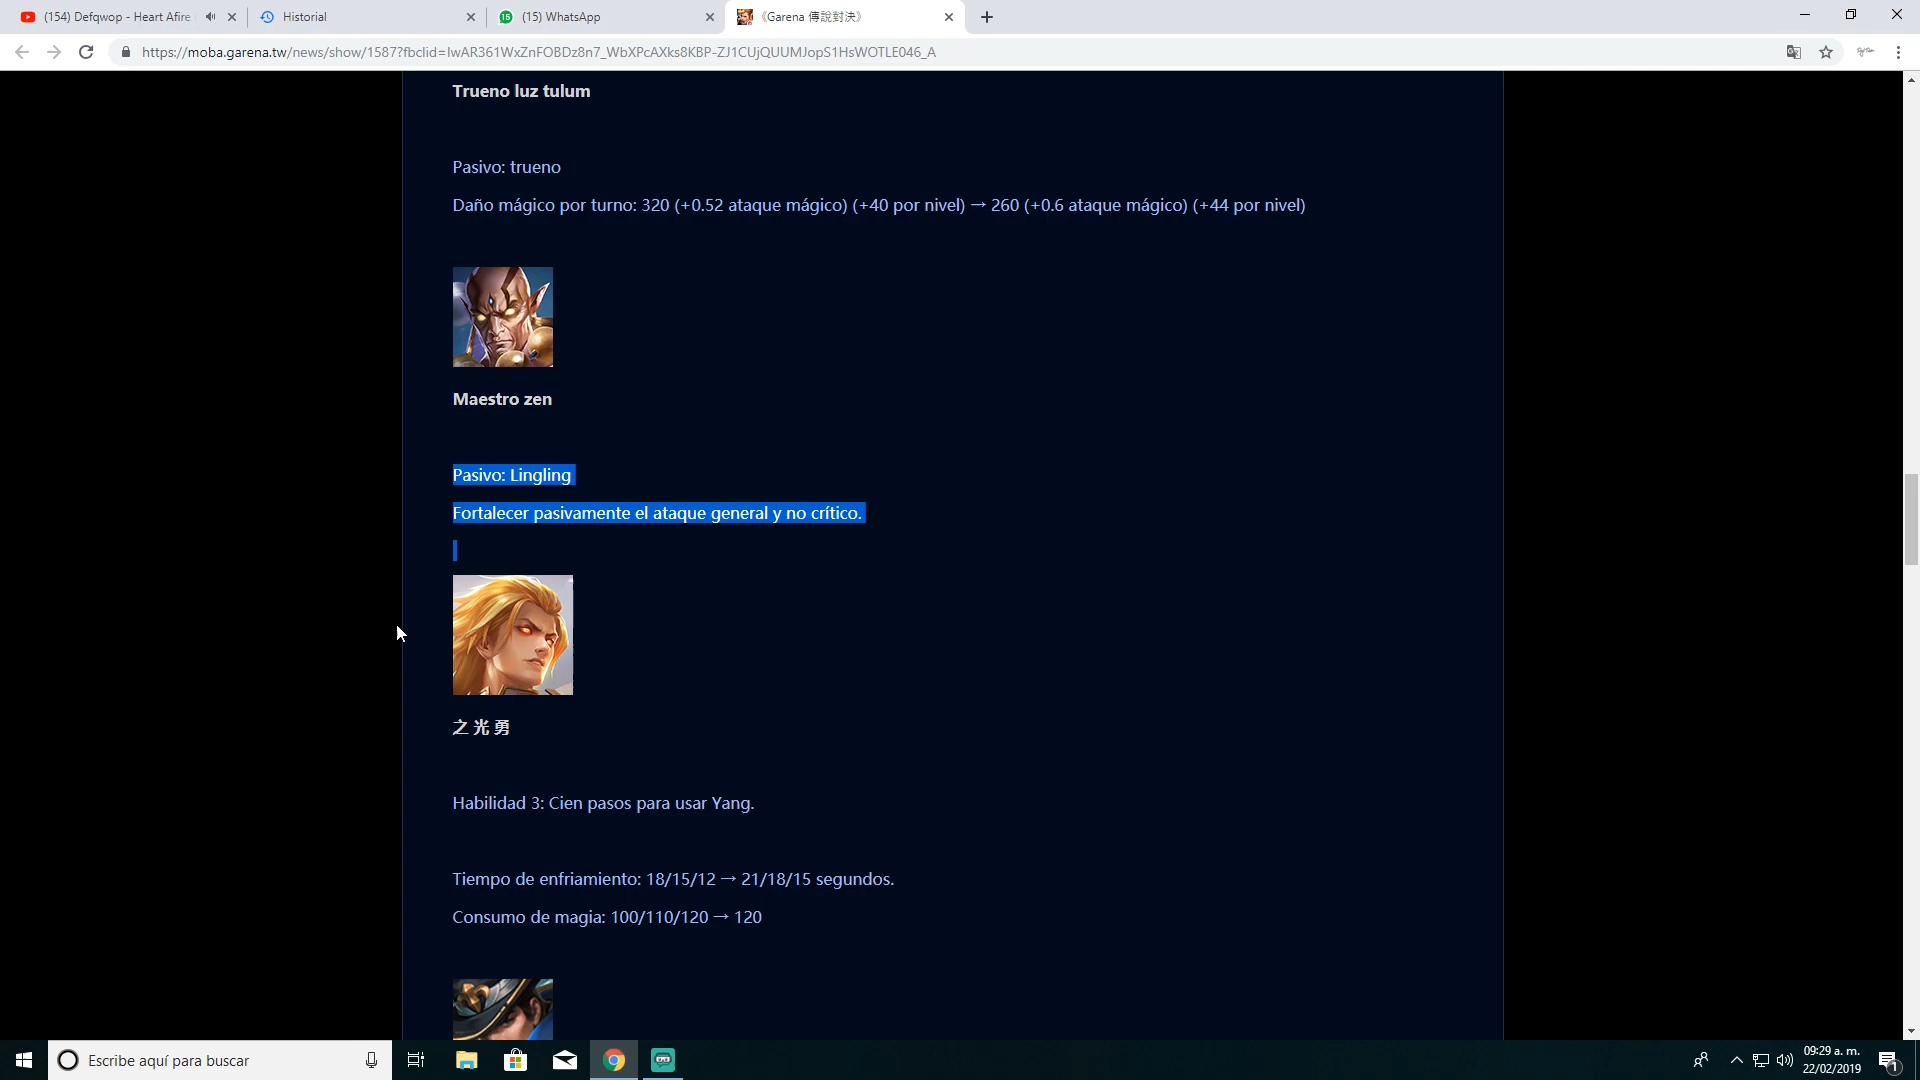 (154) Defqwop - Heart Afire
Historial
(15) WhatsApp
《Garena 傳說對決》
https://moba.garena.tw/news/show/1587?fbclid=IwAR361WxZnFOBDz8n7_WbXPcAXks8KBP-ZJ1CUjQUUMJopS1HsWOTLE046_A
Trueno luz tulum
Pasivo: trueno
Daño mágico por turno: 320 (+0.52 ataque mágico) (+40 por nivel) → 260 (+0.6 ataque mágico) (+44 por nivel)
Maestro zen
Pasivo: Lingling
Fortalecer pasivamente el ataque general y no crítico.
之 光 勇
Habilidad 3: Cien pasos para usar Yang.
Tiempo de enfriamiento: 18/15/12 → 21/18/15 segundos.
Consumo de magia: 100/110/120 → 120
Escribe aquí para buscar
09:29 a. m.
22/02/2019
1